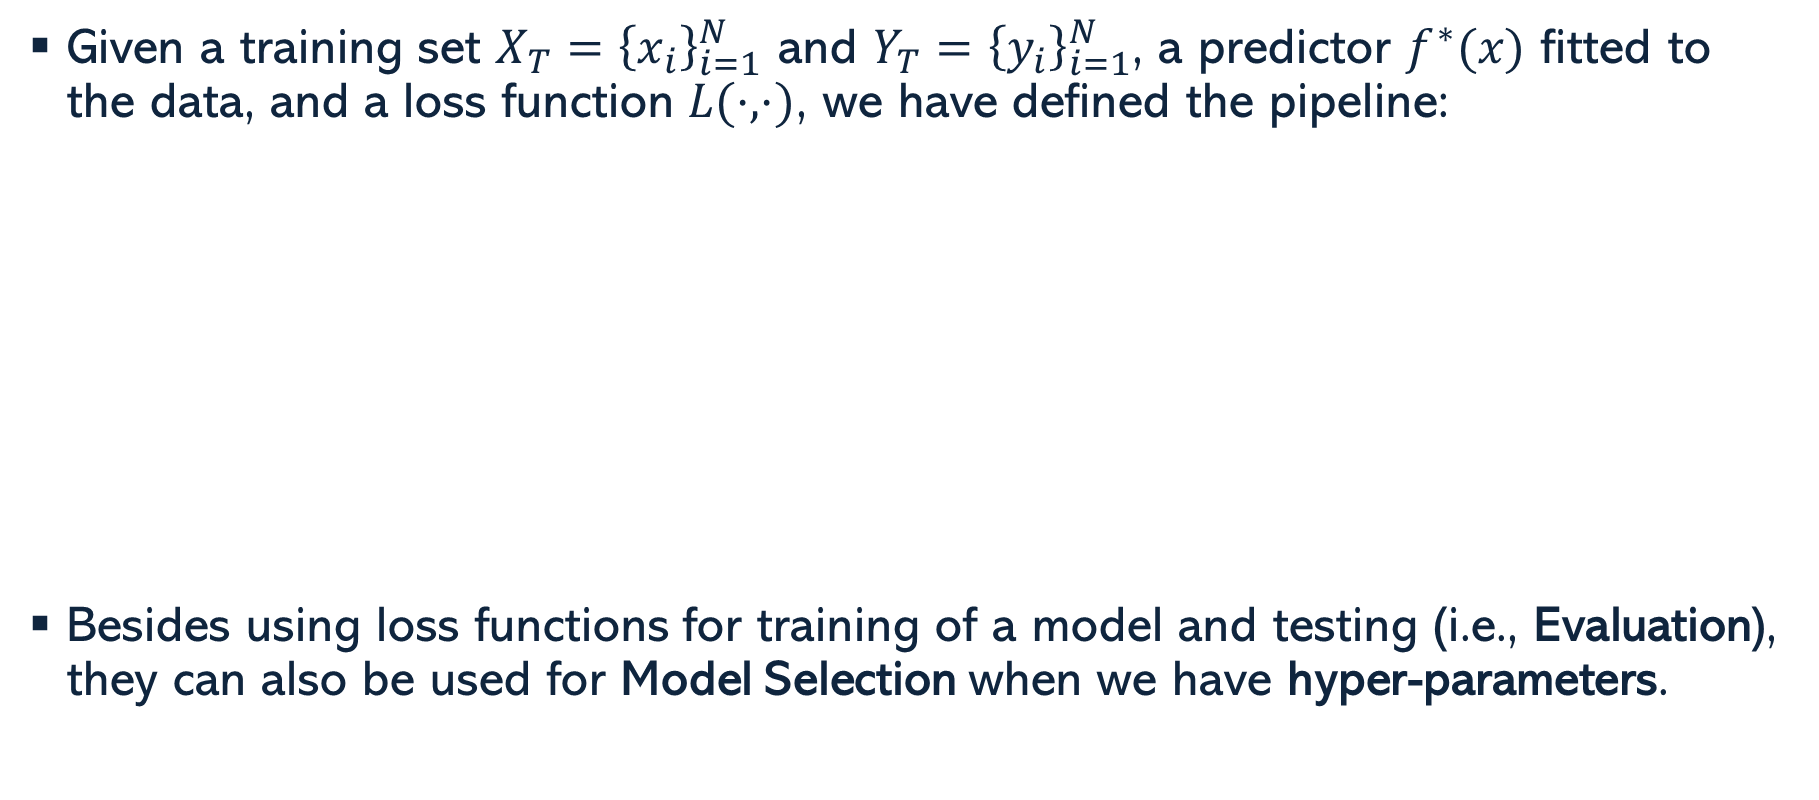 ▪ Given a training set $X_T = \{x_i\}_{i=1}^{N}$ and $Y_T = \{y_i\}_{i=1}^{N}$, a predictor $f^*(x)$ fitted to
the data, and a loss function $L(\cdot,\cdot)$, we have defined the pipeline:
▪ Besides using loss functions for training of a model and testing (i.e., Evaluation),
they can also be used for Model Selection when we have hyper-parameters.